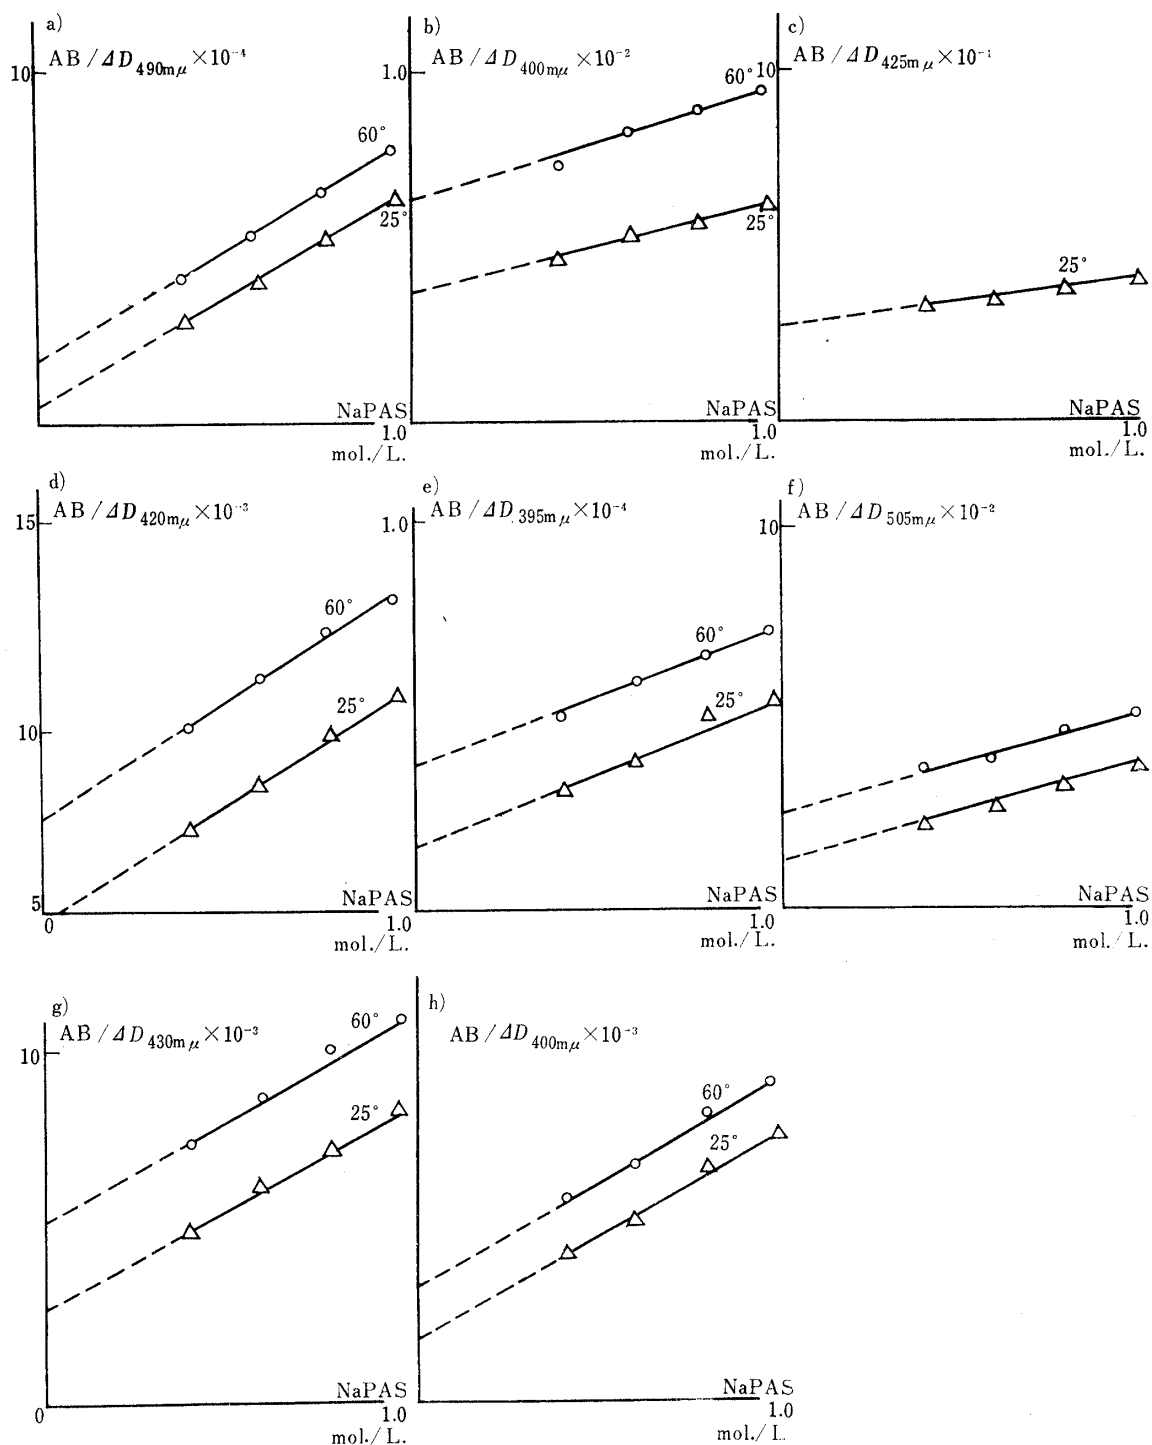 a)
AB/ΔD490mμ×10⁻⁴
10
60°
25°
NaPAS
1.0
mol./L.
b)
AB/ΔD400mμ×10⁻²
1.0
60°
25°
NaPAS
1.0
mol./L.
c)
AB/ΔD425mμ×10⁻¹
10
25°
NaPAS
1.0
mol./L.
d)
AB/ΔD420mμ×10⁻³
15
60°
25°
10
5
NaPAS
0
1.0
mol./L.
e)
AB/ΔD395mμ×10⁻⁴
1.0
60°
25°
NaPAS
1.0
mol./L.
f)
AB/ΔD505mμ×10⁻²
10
NaPAS
1.0
mol./L.
g)
AB/ΔD430mμ×10⁻³
10
60°
25°
NaPAS
0
1.0
mol./L.
h)
AB/ΔD400mμ×10⁻³
60°
25°
NaPAS
1.0
mol./L